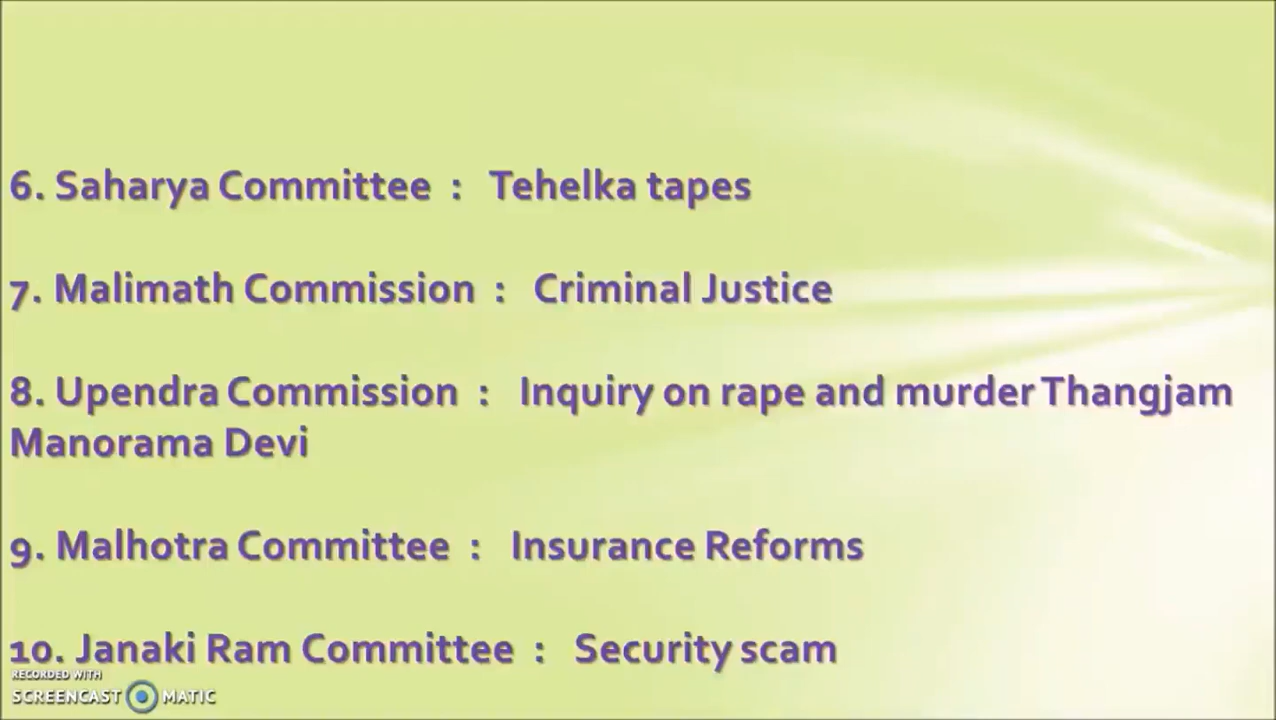 6. Saharya Committee : Tehelka tapes
7. Malimath Commission : Criminal Justice
8. Upendra Commission : Inquiry on rape and murder Thangjam
Manorama Devi
9. Malhotra Committee : Insurance Reforms
10. Janaki Ram Committee : Security scam
RECORDED WITH
SCREENCAST MATIC